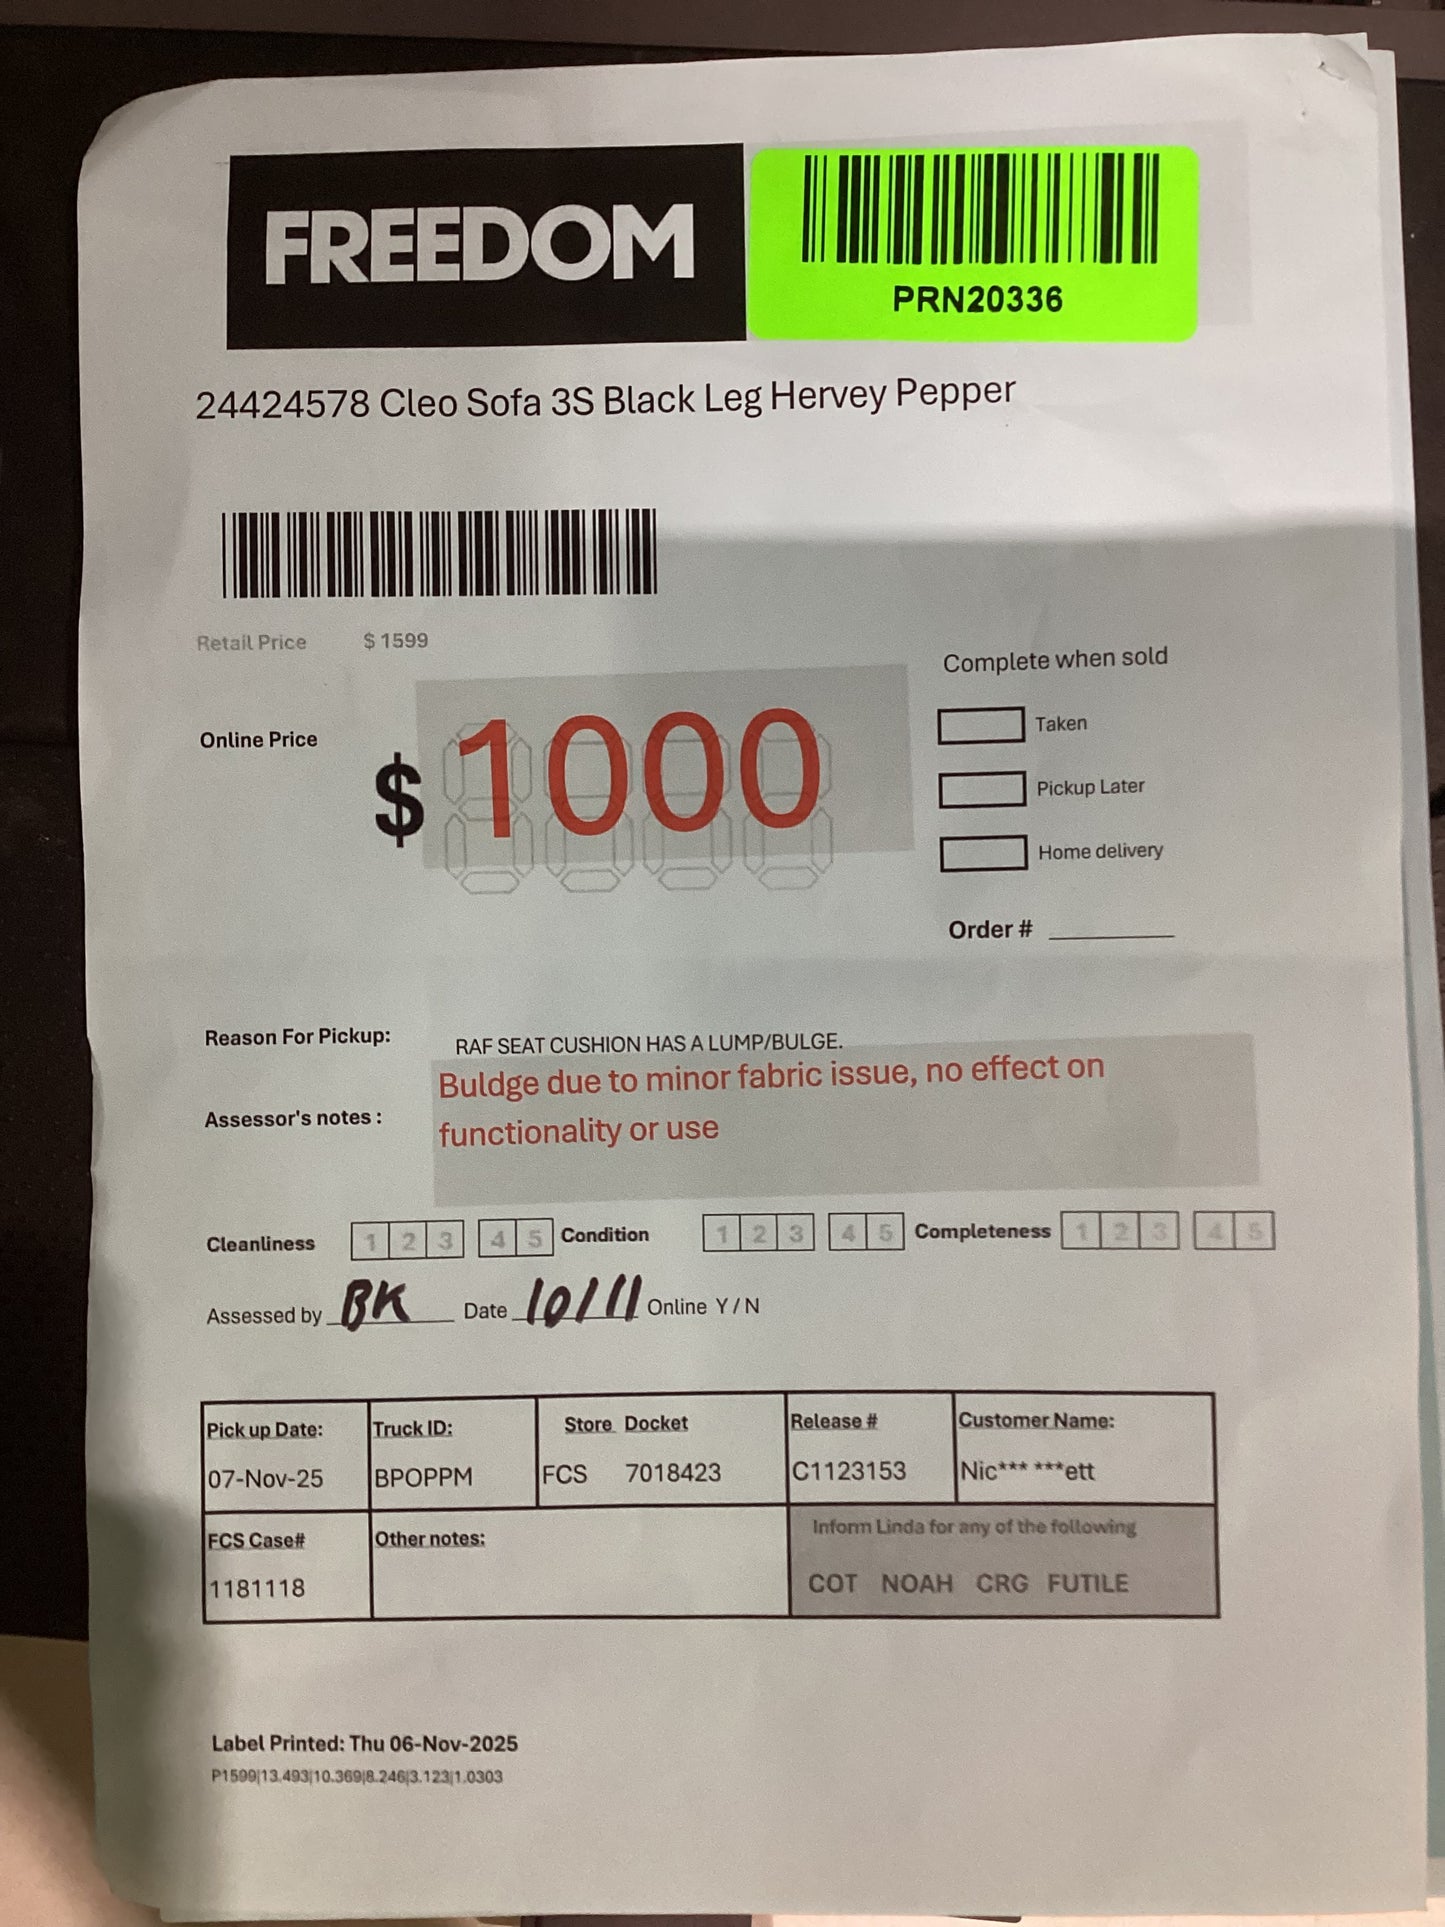 FREEDOM
PRN20336
24424578 Cleo Sofa 3S Black Leg Hervey Pepper
Retail Price $ 1599
Online Price
$ 1000
Complete when sold
Taken
Pickup Later
Home delivery
Order #
Reason For Pickup: RAF SEAT CUSHION HAS A LUMP/BULGE.
Assessor's notes : Buldge due to minor fabric issue, no effect on
functionality or use
Cleanliness 1 2 3 4 5 Condition 1 2 3 4 5 Completeness 1 2 3 4 5
Assessed by BK Date 10/11 Online Y / N
Pick up Date: Truck ID: Store Docket Release # Customer Name:
07-Nov-25 BPOPPM FCS 7018423 C1123153 Nic*** ***ett
FCS Case# Other notes: Inform Linda for any of the following
1181118 COT NOAH CRG FUTILE
Label Printed: Thu 06-Nov-2025
P1599|13.493|10.369|8.246|3.123|1.0303